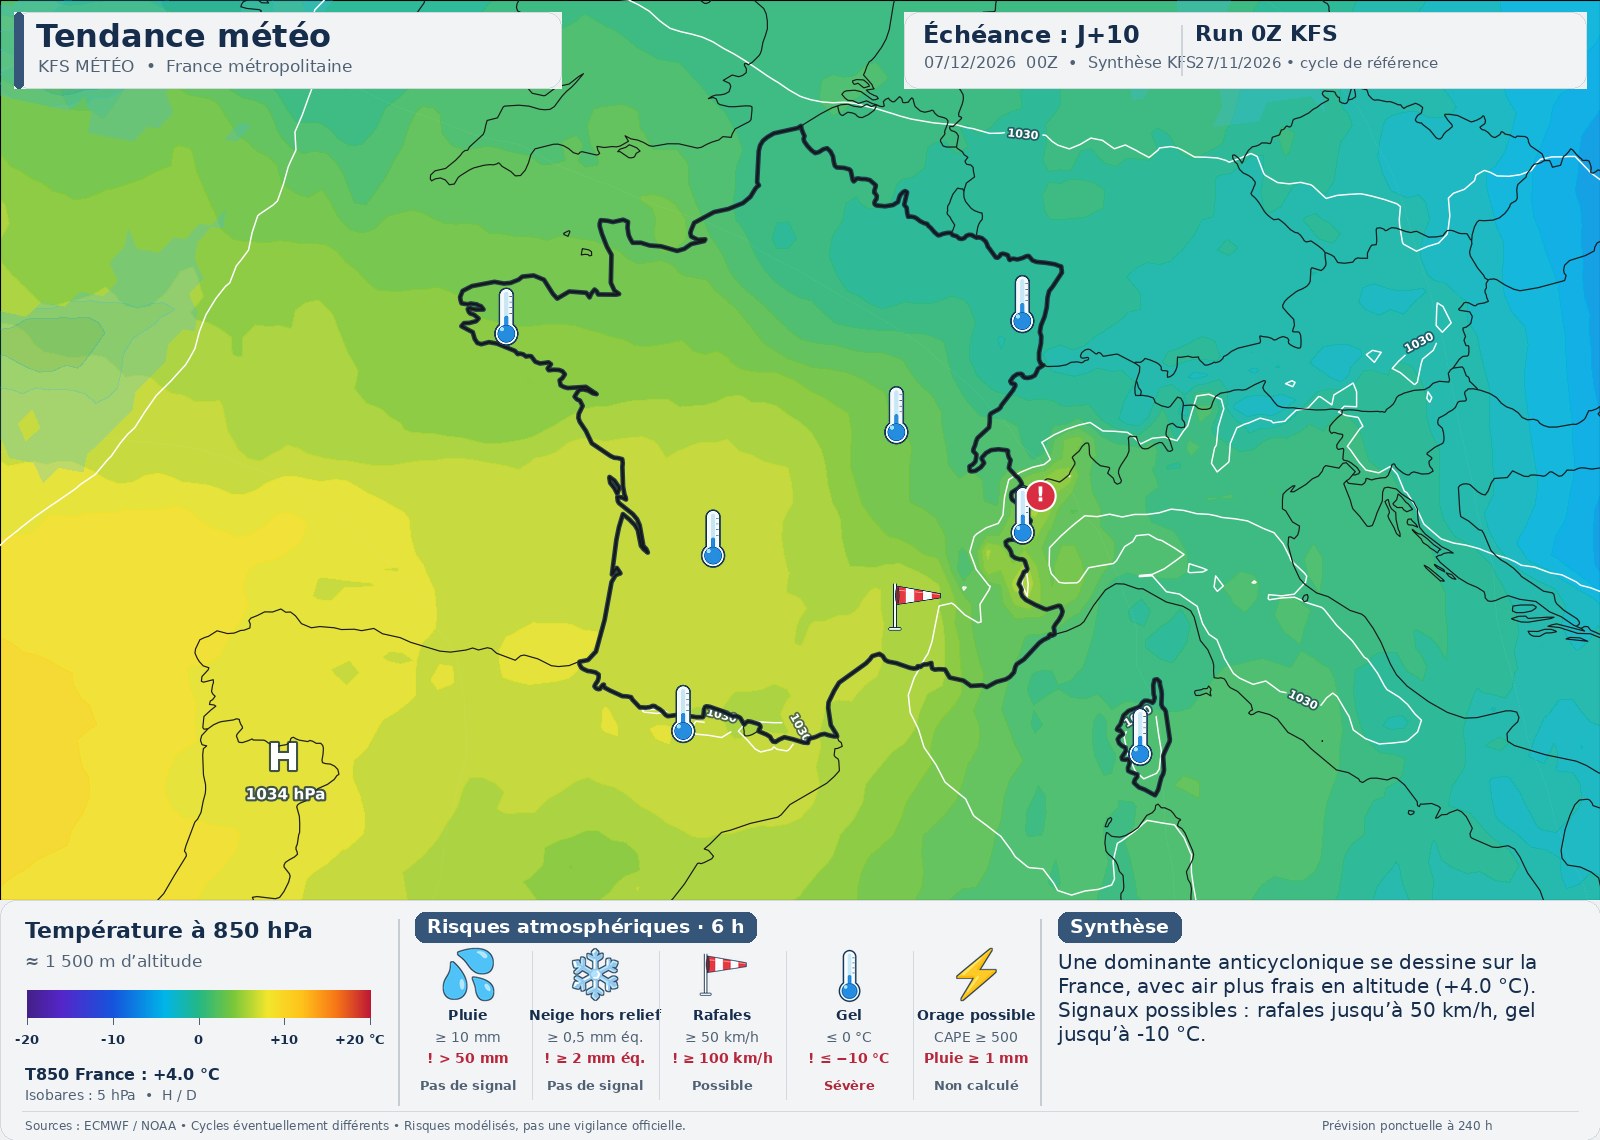 Tendance météo
KFS MÉTÉO • France métropolitaine
Échéance : J+10
07/12/2026 00Z • Synthèse KFS
Run 0Z KFS
27/11/2026 • cycle de référence
1030
1030
!
1030
1030
1030
1030
H
1034 hPa
Température à 850 hPa
≈ 1 500 m d’altitude
-20 -10 0 +10 +20 °C
T850 France : +4.0 °C
Isobares : 5 hPa • H / D
Risques atmosphériques · 6 h
Pluie
≥ 10 mm
! > 50 mm
Pas de signal
Neige hors relief
≥ 0,5 mm éq.
! ≥ 2 mm éq.
Pas de signal
Rafales
≥ 50 km/h
! ≥ 100 km/h
Possible
Gel
≤ 0 °C
! ≤ −10 °C
Sévère
Orage possible
CAPE ≥ 500
Pluie ≥ 1 mm
Non calculé
Synthèse
Une dominante anticyclonique se dessine sur la
France, avec air plus frais en altitude (+4.0 °C).
Signaux possibles : rafales jusqu’à 50 km/h, gel
jusqu’à -10 °C.
Sources : ECMWF / NOAA • Cycles éventuellement différents • Risques modélisés, pas une vigilance officielle.
Prévision ponctuelle à 240 h